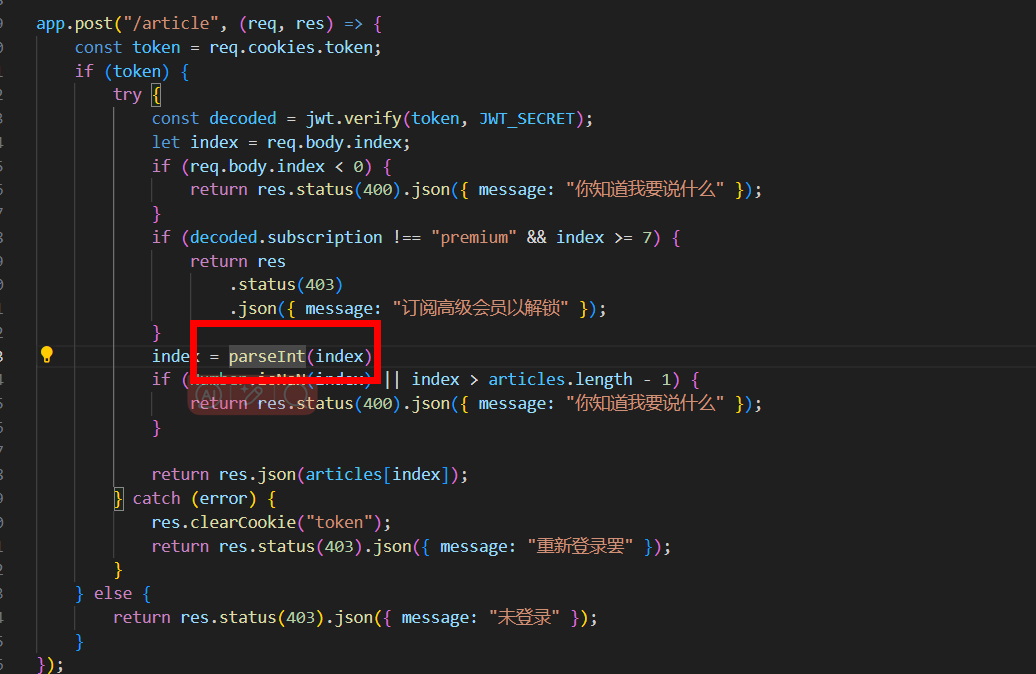 app.post("/article", (req, res) => {
const token = req.cookies.token;
if (token) {
try {
const decoded = jwt.verify(token, JWT_SECRET);
let index = req.body.index;
if (req.body.index < 0) {
return res.status(400).json({ message: "你知道我要说什么" });
}
if (decoded.subscription !== "premium" && index >= 7) {
return res
.status(403)
.json({ message: "订阅高级会员以解锁" });
}
index = parseInt(index)
if (Number.isNaN(index) || index > articles.length - 1) {
return res.status(400).json({ message: "你知道我要说什么" });
}
return res.json(articles[index]);
} catch (error) {
res.clearCookie("token");
return res.status(403).json({ message: "重新登录罢" });
}
} else {
return res.status(403).json({ message: "未登录" });
}
});